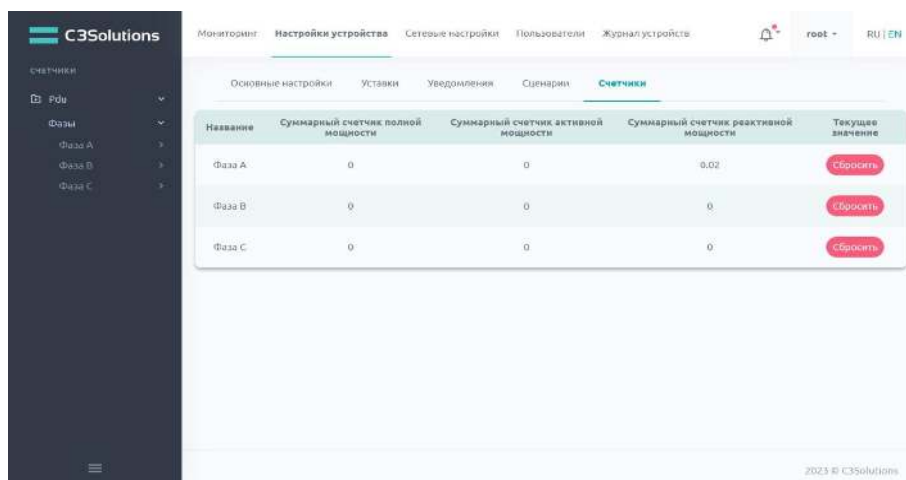 C3Solutions
Мониторинг Настройки устройства Сетевые настройки Пользователи Журнал устройств root RU | EN
СЧЕТЧИКИ
Основные настройки Уставки Уведомления Сценарии Счетчики
Pdu
Фазы
Фаза A
Фаза B
Фаза C
Название Суммарный счетчик полной мощности Суммарный счетчик активной мощности Суммарный счетчик реактивной мощности Текущее значение
Фаза A 0 0 0.02 Сбросить
Фаза B 0 0 0 Сбросить
Фаза C 0 0 0 Сбросить
2023 © C3Solutions